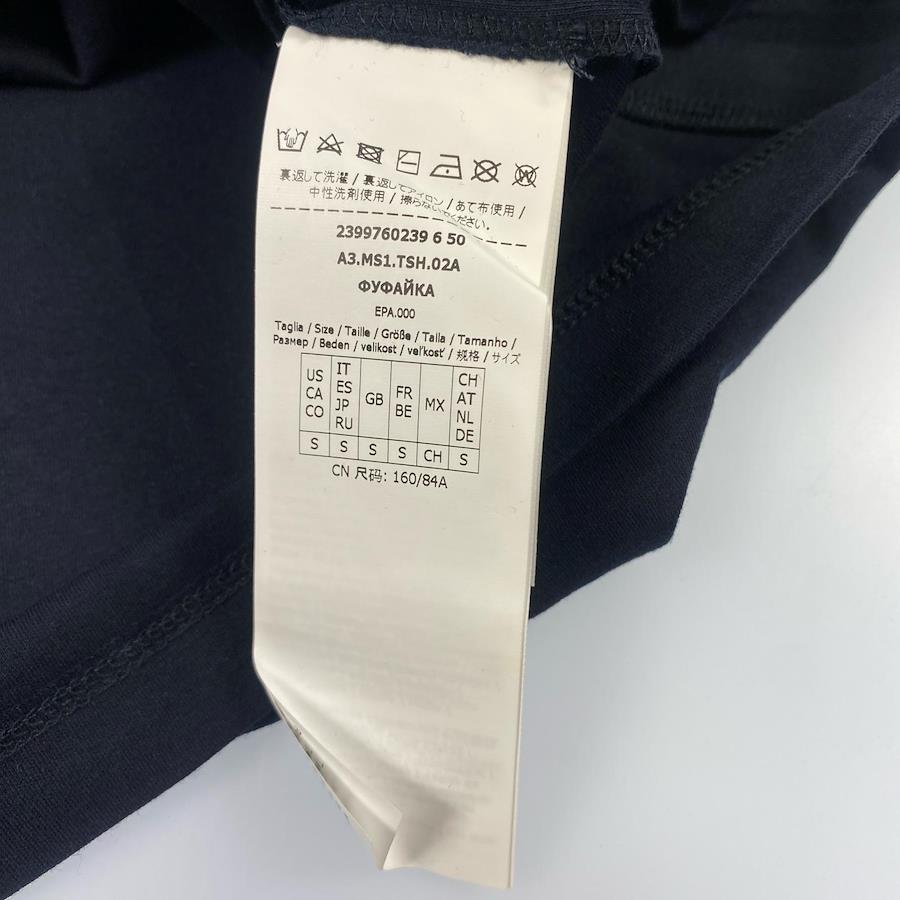 裏返して洗濯 / 裏返してアイロン / あて布使用 /
中性洗剤使用 / 擦らないでください。
2399760239 6 50
A3.MS1.TSH.02A
ФУФАЙКА
EPA.000
Taglia / Size / Taille / Größe / Talla / Tamanho /
Размер / Beden / velikost / veľkosť / 规格 / サイズ
US CA CO IT ES JP RU GB FR BE MX CH AT NL DE
S S S S CH S
CN 尺码: 160/84A